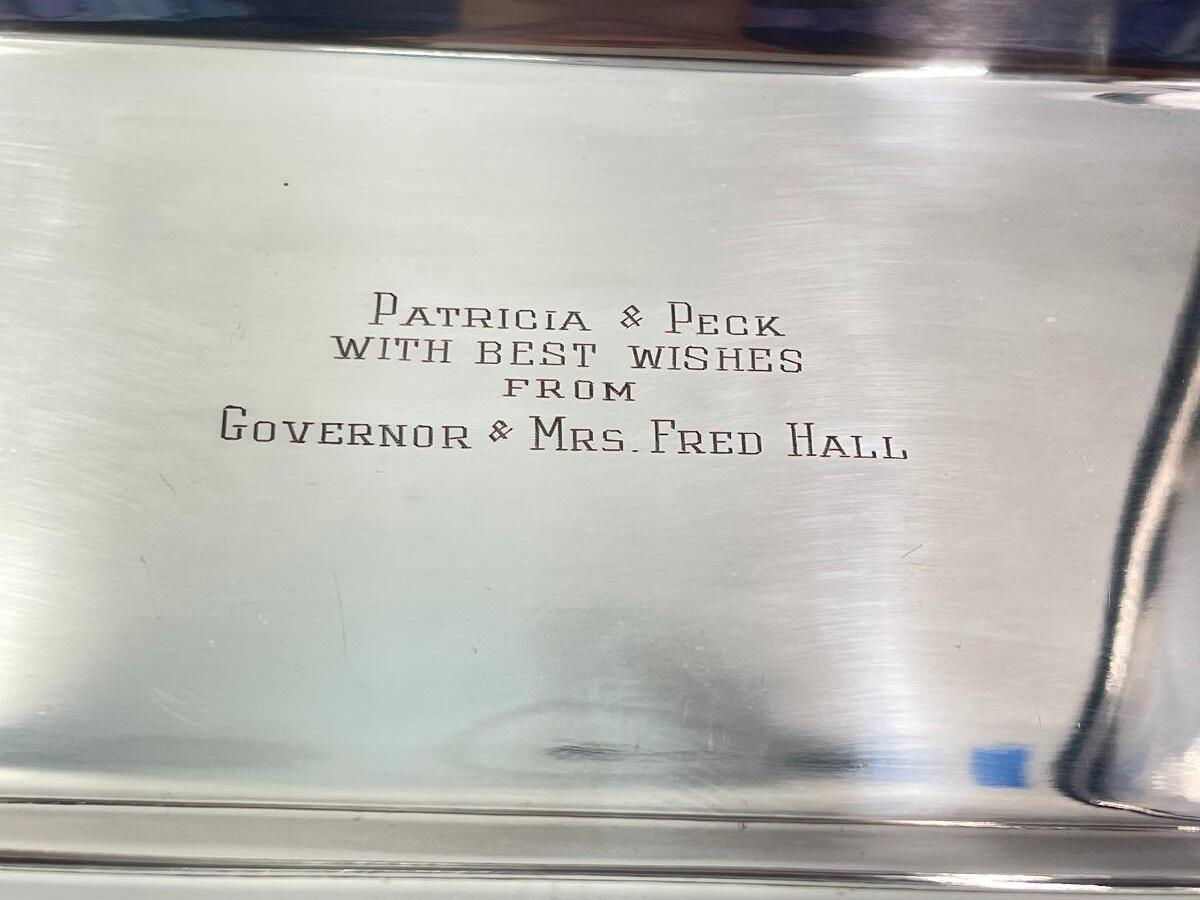 PATRICIA & PECK
WITH BEST WISHES
FROM
GOVERNOR & MRS. FRED HALL